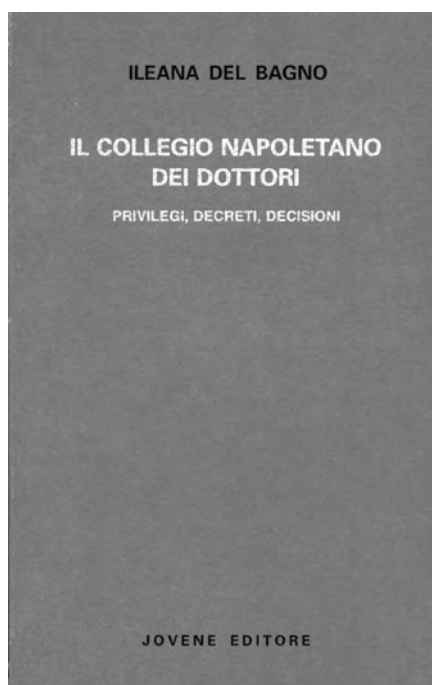 ILEANA DEL BAGNO
IL COLLEGIO NAPOLETANO
DEI DOTTORI
PRIVILEGI, DECRETI, DECISIONI
JOVENE EDITORE